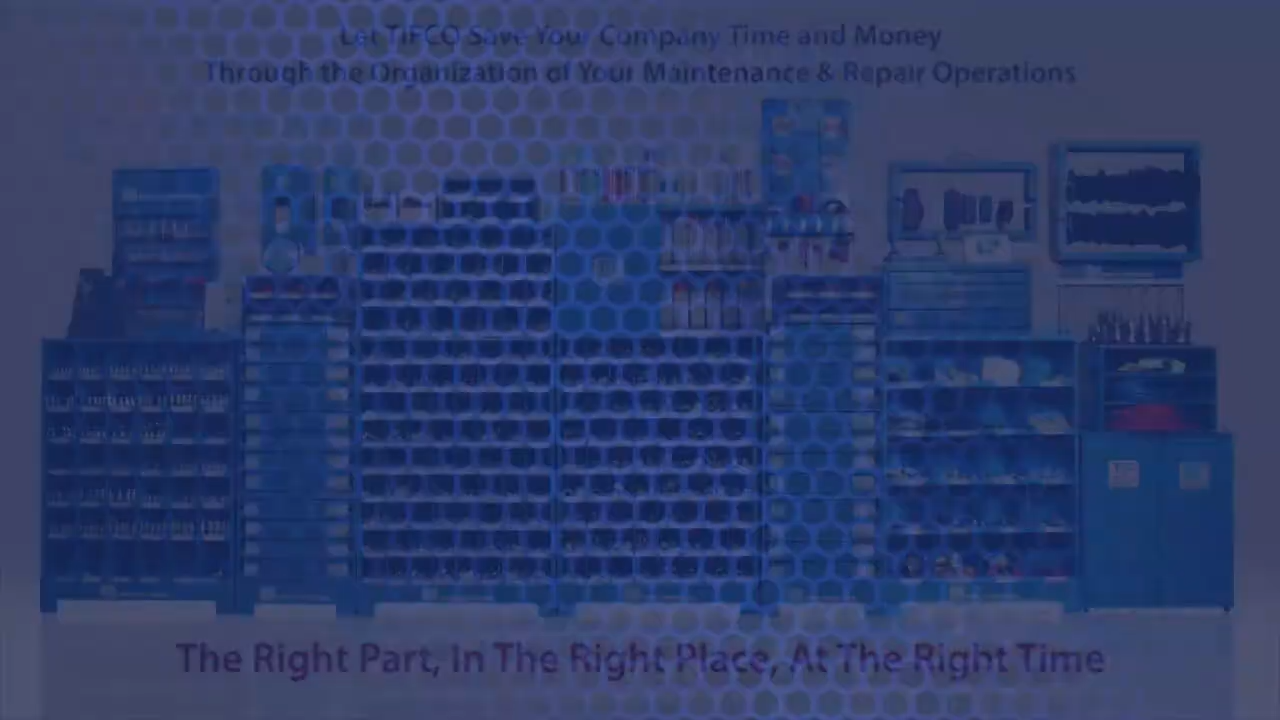 Let TIFCO Save Your Company Time and Money
Through the Organization of Your Maintenance & Repair Operations
The Right Part, In The Right Place, At The Right Time